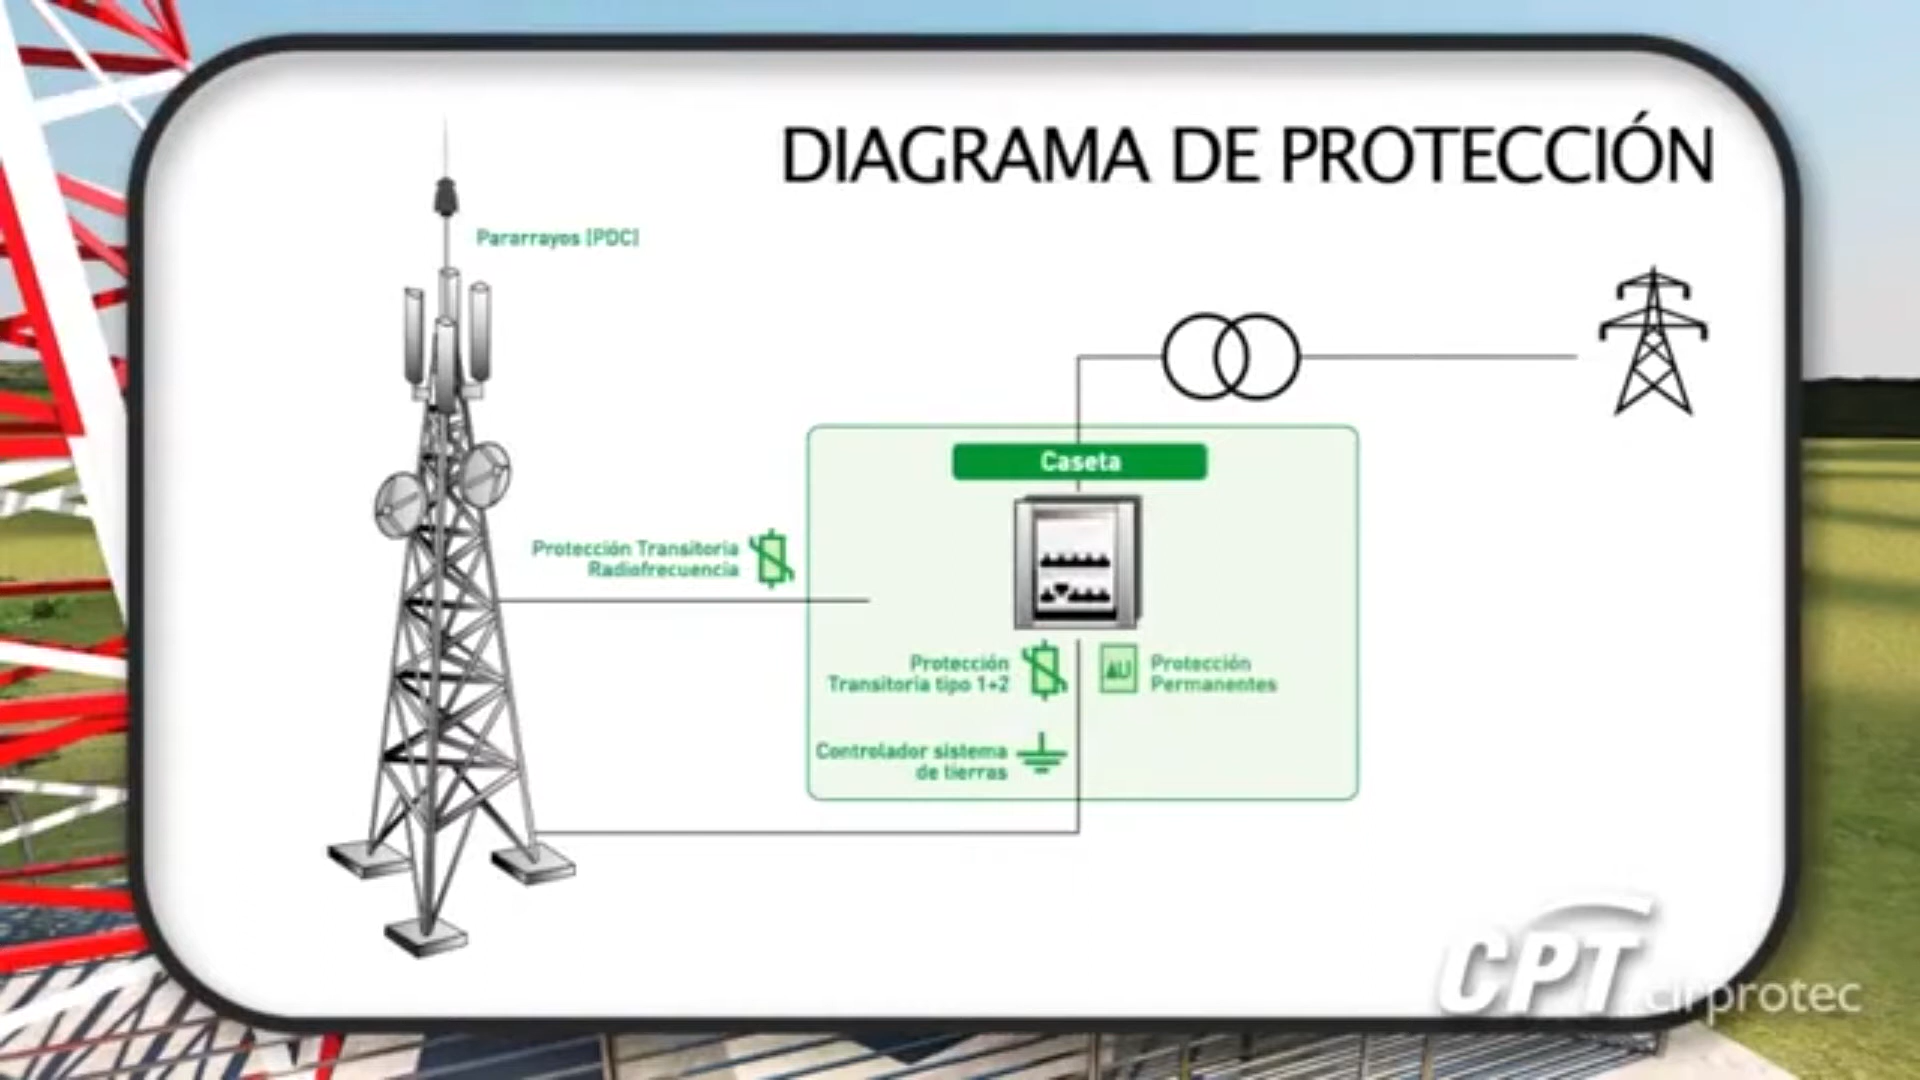 DIAGRAMA DE PROTECCIÓN
Pararrayos [PDC]
Caseta
Protección Transitoria
Radiofrecuencia
Protección
Transitoria tipo 1+2
Protección
Permanentes
Controlador sistema
de tierras
CPT cirprotec